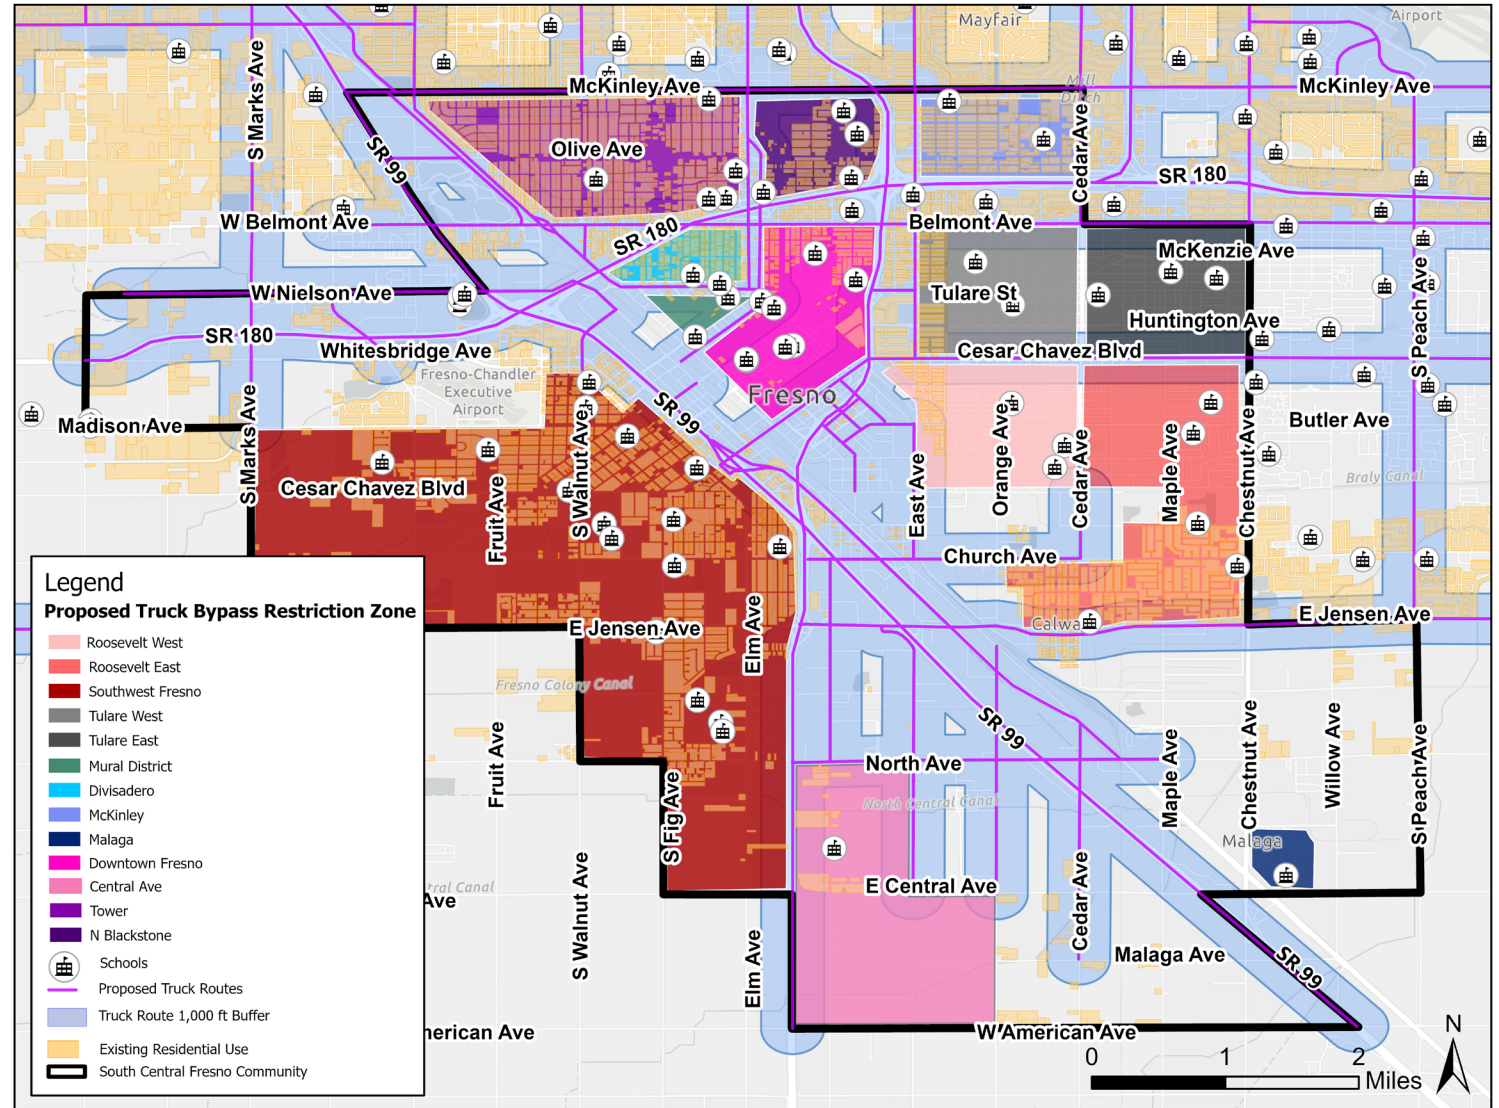 Mayfair
Airport
S Marks Ave
McKinley Ave
McKinley Ave
Mill
Ditch
SR 99
Olive Ave
Cedar Ave
SR 180
W Belmont Ave
SR 180
Belmont Ave
McKenzie Ave
W Nielson Ave
Tulare St
S Peach Ave
SR 180
Huntington Ave
Whitesbridge Ave
Cesar Chavez Blvd
Fresno-Chandler
Executive
Airport
Fresno
SR 99
Madison Ave
S Marks Ave
S Walnut Ave
Orange Ave
Cedar Ave
Maple Ave
Chestnut Ave
Butler Ave
Cesar Chavez Blvd
Fruit Ave
East Ave
Braly Canal
Church Ave
Legend
Proposed Truck Bypass Restriction Zone
Roosevelt West
Roosevelt East
Southwest Fresno
Tulare West
Tulare East
Mural District
Divisadero
McKinley
Malaga
Downtown Fresno
Central Ave
Tower
N Blackstone
Schools
Proposed Truck Routes
Truck Route 1,000 ft Buffer
Existing Residential Use
South Central Fresno Community
E Jensen Ave
Elm Ave
Calwa
E Jensen Ave
Fresno Colony Canal
SR 99
Fruit Ave
North Ave
Maple Ave
Chestnut Ave
Willow Ave
S Peach Ave
S Fig Ave
North Central Canal
Malaga
tral Canal
Ave
E Central Ave
S Walnut Ave
Elm Ave
Cedar Ave
Malaga Ave
SR 99
merican Ave
W American Ave
N
0 1 2
Miles